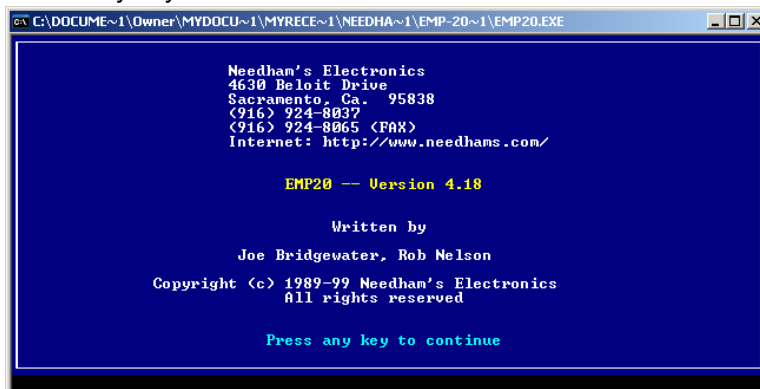 C:\DOCUME~1\Owner\MYDOCU~1\MYRECE~1\NEEDHA~1\EMP-20~1\EMP20.EXE
Needham's Electronics
4630 Beloit Drive
Sacramento, Ca. 95838
(916) 924-8037
(916) 924-8065 (FAX)
Internet: http://www.needhams.com/
EMP20 -- Version 4.18
Written by
Joe Bridgewater, Rob Nelson
Copyright (c) 1989-99 Needham's Electronics
All rights reserved
Press any key to continue